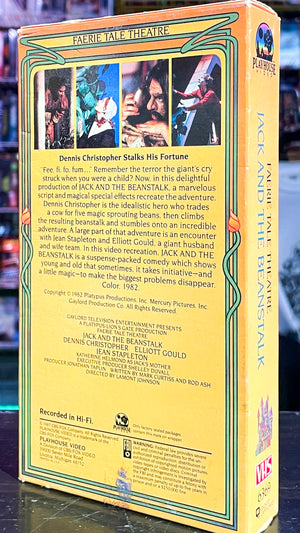 FAERIE TALE THEATRE
Dennis Christopher Stalks His Fortune
"Fee, fi, fo, fum..." Remember the terror the giant's cry
struck when you were a child? Now, in this delightful
production of JACK AND THE BEANSTALK, a marvelous
script and magical special effects recreate the adventure.
Dennis Christopher is the idealistic hero who trades
a cow for five magic sprouting beans, then climbs
the resulting beanstalk and stumbles onto an incredible
adventure. A large part of that adventure is an encounter
with Jean Stapleton and Elliott Gould, a giant husband
and wife team. In this video recreation, JACK AND THE
BEANSTALK is a suspense-packed comedy which shows
young and old that sometimes, it takes initiative—and
a little magic—to make the biggest problems disappear.
Color. 1982.
Copyright © 1982 Platypus Productions, Inc. Mercury Pictures, Inc.
Gaylord Production Co. All Rights Reserved.
GAYLORD TELEVISION ENTERTAINMENT PRESENTS
A PLATYPUS-LION'S GATE PRODUCTION
FAERIE TALE THEATRE
JACK AND THE BEANSTALK
DENNIS CHRISTOPHER ELLIOTT GOULD
JEAN STAPLETON
KATHERINE HELMOND AS JACK'S MOTHER
EXECUTIVE PRODUCER SHELLEY DUVALL
PRODUCER JONATHAN TAPLIN WRITTEN BY MARK CURTISS AND ROD ASH
DIRECTED BY LAMONT JOHNSON
Recorded in Hi-Fi.
PLAYHOUSE VIDEO
A Division of CBS/FOX VIDEO
PLAYHOUSE
VIDEO
FAERIE TALE THEATRE
JACK AND THE BEANSTALK
VHS